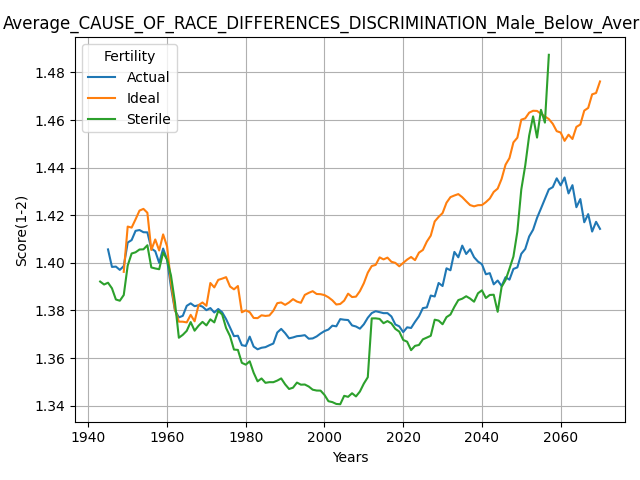 Average_CAUSE_OF_RACE_DIFFERENCES_DISCRIMINATION_Male_Below_Aver
Fertility
Actual
Ideal
Sterile
1.48
1.46
1.44
1.42
1.40
1.38
1.36
1.34
Score(1-2)
1940
1960
1980
2000
2020
2040
2060
Years